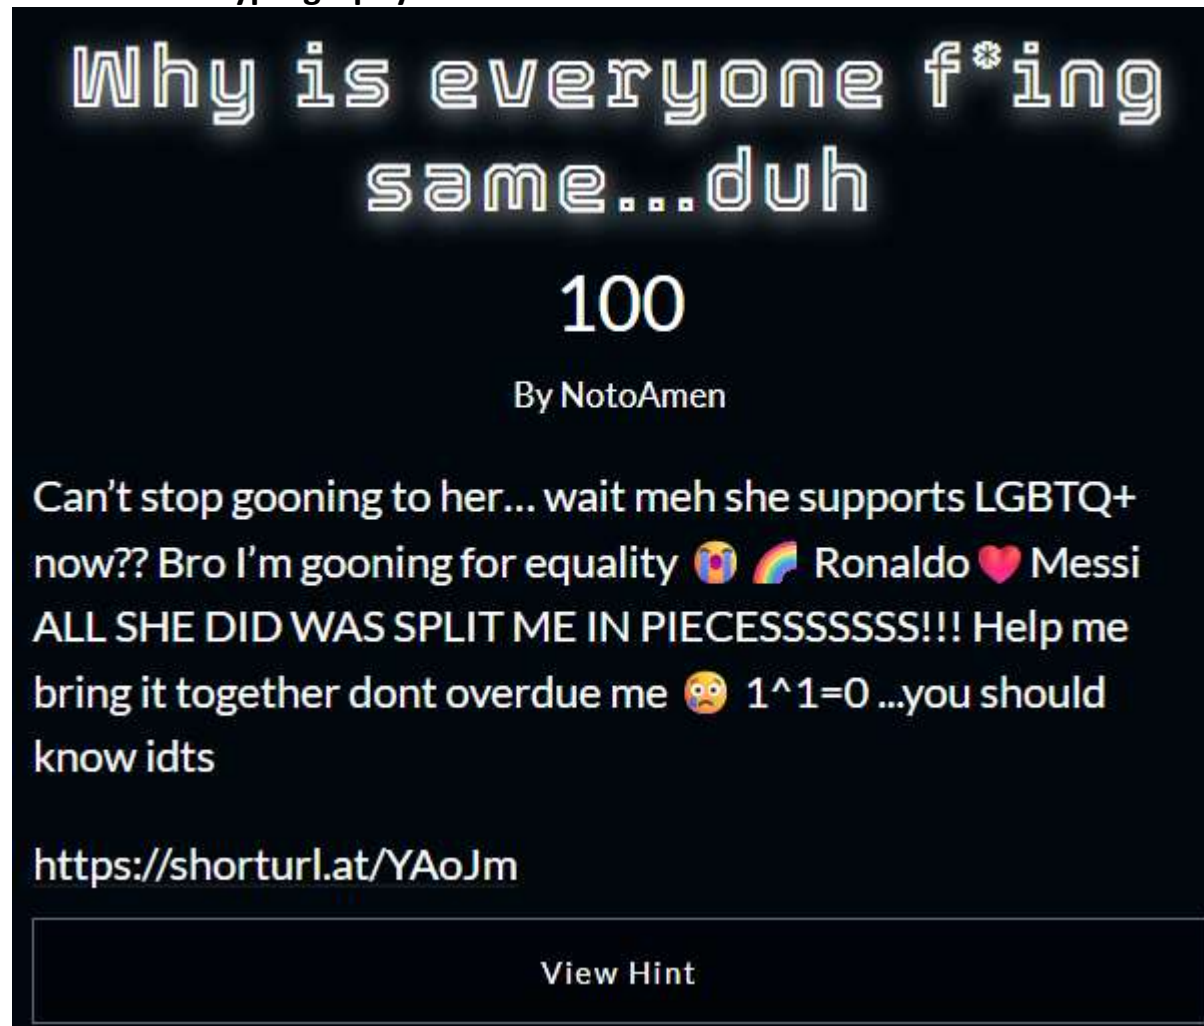 Why is everyone f*ing
same...duh
100
By NotoAmen
Can’t stop gooning to her... wait meh she supports LGBTQ+
now?? Bro I’m gooning for equality 😭 🌈 Ronaldo ❤️ Messi
ALL SHE DID WAS SPLIT ME IN PIECESSSSSSS!!! Help me
bring it together dont overdue me 😢 1^1=0 ...you should
know idts
https://shorturl.at/YAoJm
View Hint